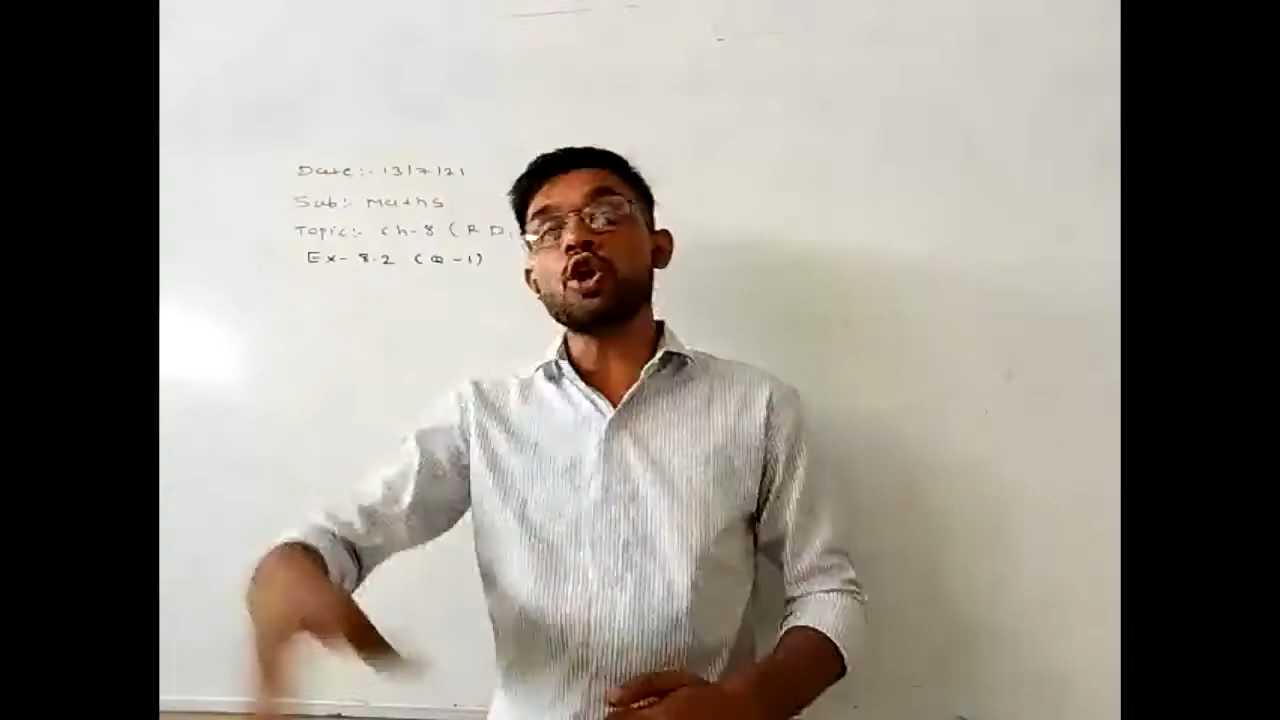 Date:- 13/7/21
Sub:- Maths
Topic:- Ch-8 (R D.
Ex- 8.2 (Q-1)